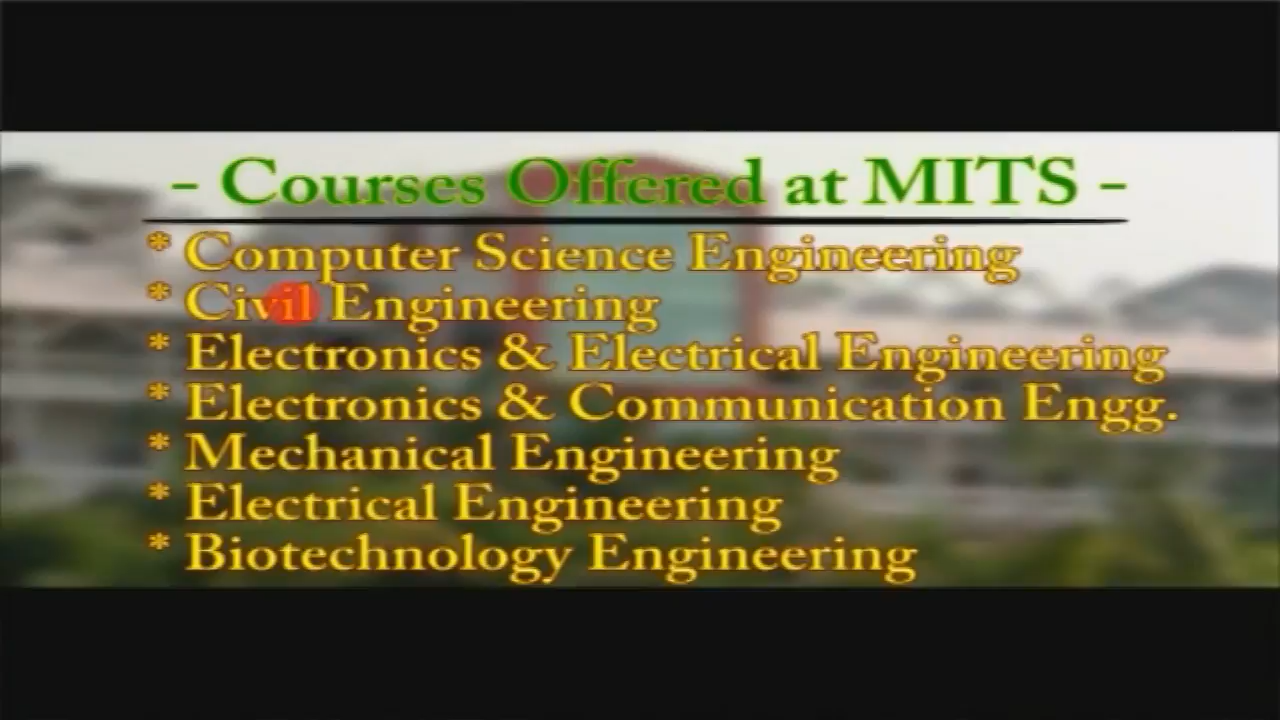 - Courses Offered at MITS -
* Computer Science Engineering
* Civil Engineering
* Electronics & Electrical Engineering
* Electronics & Communication Engg.
* Mechanical Engineering
* Electrical Engineering
* Biotechnology Engineering